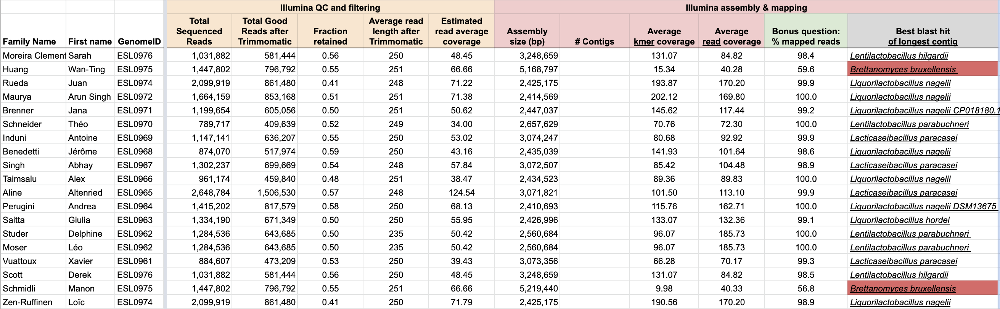 Illumina QC and filtering Illumina assembly & mapping
Family Name First name GenomeID Total Sequenced Reads Total Good Reads after Trimmomatic Fraction retained Average read length after Trimmomatic Estimated read average coverage Assembly size (bp) # Contigs Average kmer coverage Average read coverage Bonus question: % mapped reads Best blast hit of longest contig
Moreira Clement Sarah ESL0976 1,031,882 581,444 0.56 250 48.45 3,248,659 131.07 84.82 98.4 Lentilactobacillus hilgardii
Huang Wan-Ting ESL0975 1,447,802 796,792 0.55 251 66.66 5,168,797 15.34 40.28 59.6 Brettanomyces bruxellensis
Rueda Juan ESL0974 2,099,919 861,480 0.41 248 71.22 2,425,175 193.87 170.20 99.9 Liquorilactobacillus nagelii
Maurya Arun Singh ESL0972 1,664,159 853,168 0.51 251 71.38 2,414,569 202.12 169.80 100.0 Liquorilactobacillus nagelii
Brenner Jana ESL0971 1,199,654 605,056 0.50 251 50.62 2,447,037 145.62 117.44 99.2 Liquorilactobacillus nagelii CP018180.1
Schneider Théo ESL0970 789,717 409,639 0.52 249 34.00 2,657,629 70.76 72.30 100.0 Lentilactobacillus parabuchneri
Induni Antoine ESL0969 1,147,141 636,207 0.55 250 53.02 3,074,247 80.68 92.92 99.9 Lacticaseibacillus paracasei
Benedetti Jérôme ESL0968 874,070 517,974 0.59 250 43.16 2,435,039 141.93 101.64 98.6 Liquorilactobacillus nagelii
Singh Abhay ESL0967 1,302,237 699,669 0.54 248 57.84 3,072,507 85.42 104.48 98.9 Lacticaseibacillus paracasei
Taimsalu Alex ESL0966 961,174 459,840 0.48 251 38.47 2,434,523 89.36 89.83 100.0 Liquorilactobacillus nagelii
Aline Altenried ESL0965 2,648,784 1,506,530 0.57 248 124.54 3,071,821 101.50 113.10 99.9 Lacticaseibacillus paracasei
Perugini Andrea ESL0964 1,415,202 817,579 0.58 250 68.13 2,410,693 115.76 162.71 100.0 Liquorilactobacillus nagelii DSM13675
Saitta Giulia ESL0963 1,334,190 671,349 0.50 250 55.95 2,426,996 133.07 132.36 99.1 Liquorilactobacillus hordei
Studer Delphine ESL0962 1,284,536 643,685 0.50 235 50.42 2,560,684 96.07 185.73 100.0 Lentilactobacillus parabuchneri
Moser Léo ESL0962 1,284,536 643,685 0.50 235 50.42 2,560,684 96.07 185.73 100.0 Lentilactobacillus parabuchneri
Vuattoux Xavier ESL0961 884,607 473,209 0.53 250 39.43 3,073,356 66.28 70.17 99.3 Lacticaseibacillus paracasei
Scott Derek ESL0976 1,031,882 581,444 0.56 250 48.45 3,248,659 131.07 84.82 98.5 Lentilactobacillus hilgardii
Schmidli Manon ESL0975 1,447,802 796,792 0.55 251 66.66 5,219,440 9.98 40.33 56.8 Brettanomyces bruxellensis
Zen-Ruffinen Loïc ESL0974 2,099,919 861,480 0.41 250 71.79 2,425,175 190.56 170.20 98.9 Liquorilactobacillus nagelii